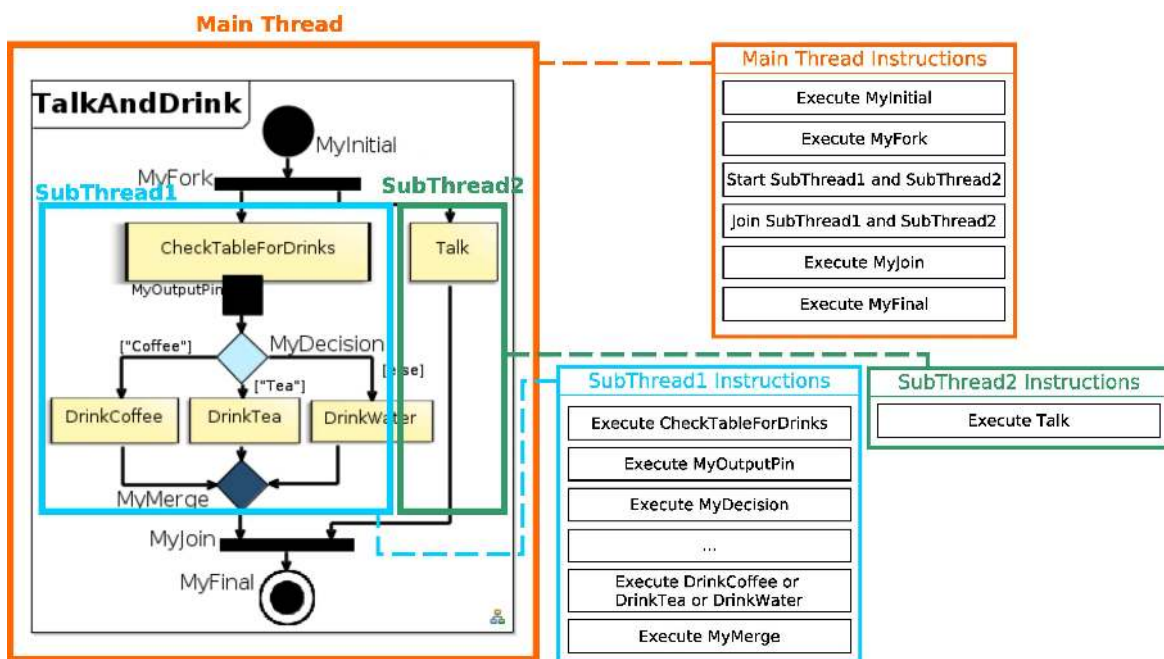 Main Thread
TalkAndDrink
MyInitial
MyFork
SubThread1
SubThread2
CheckTableForDrinks
Talk
MyOutputPin
["Coffee"]
MyDecision
["Tea"]
[else]
DrinkCoffee
DrinkTea
DrinkWater
MyMerge
MyJoin
MyFinal
Main Thread Instructions
Execute MyInitial
Execute MyFork
Start SubThread1 and SubThread2
Join SubThread1 and SubThread2
Execute MyJoin
Execute MyFinal
SubThread1 Instructions
Execute CheckTableForDrinks
Execute MyOutputPin
Execute MyDecision
...
Execute DrinkCoffee or
DrinkTea or DrinkWater
Execute MyMerge
SubThread2 Instructions
Execute Talk